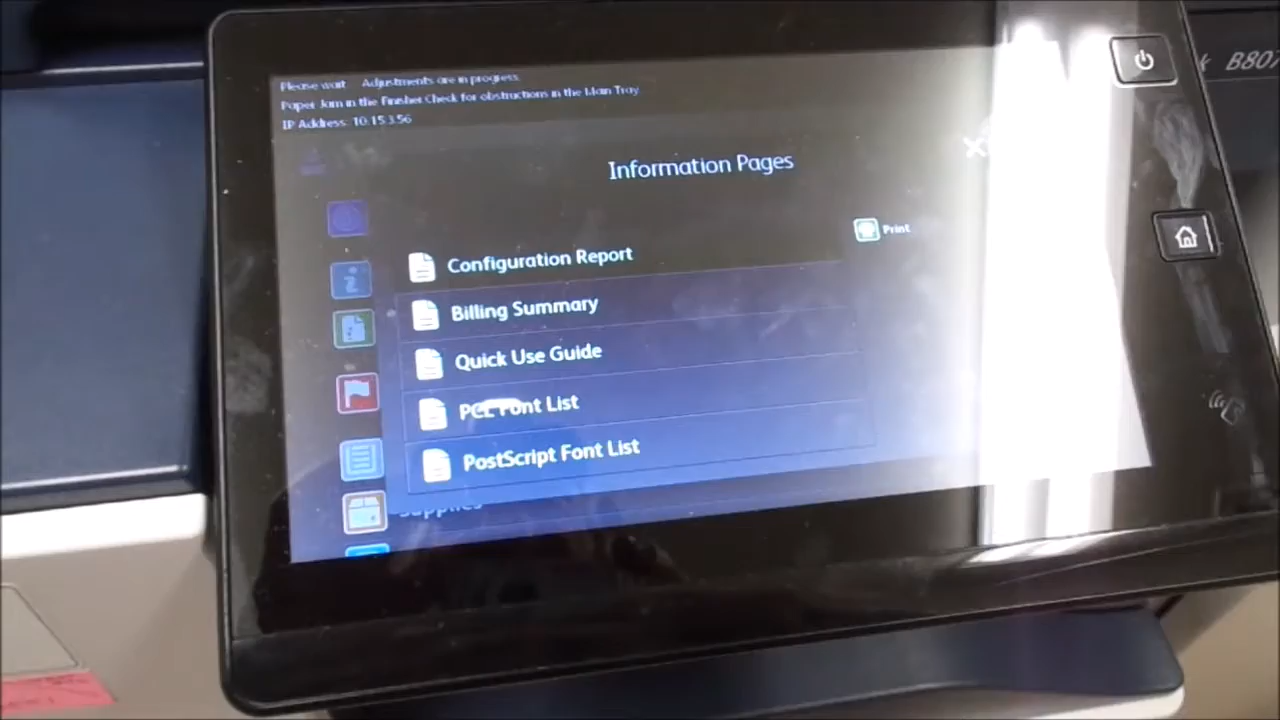 Please wait Adjustments are in progress
Paper Jam in the Finisher Check for obstructions in the Main Tray
IP Address: 10.15.3.56
Information Pages
Print
Configuration Report
Billing Summary
Quick Use Guide
PCL Font List
PostScript Font List
Supplies